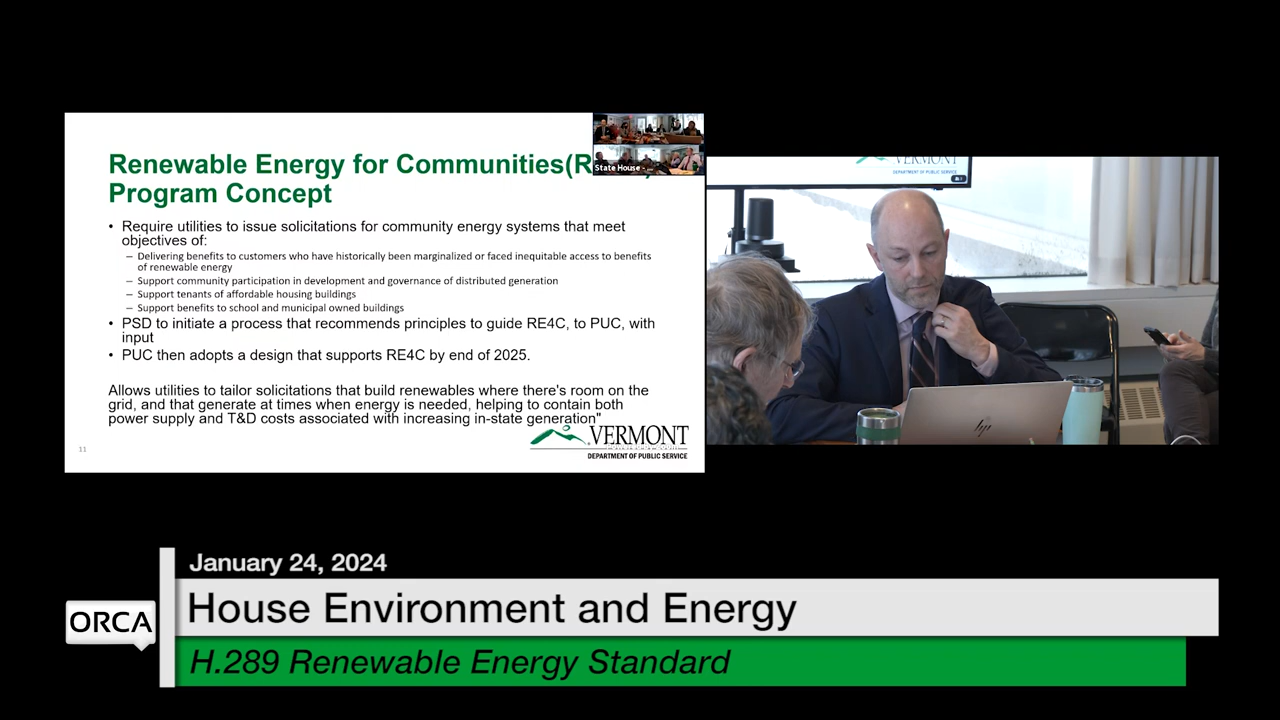 Renewable Energy for Communities(R
Program Concept
State House
• Require utilities to issue solicitations for community energy systems that meet
objectives of:
– Delivering benefits to customers who have historically been marginalized or faced inequitable access to benefits
of renewable energy
– Support community participation in development and governance of distributed generation
– Support tenants of affordable housing buildings
– Support benefits to school and municipal owned buildings
• PSD to initiate a process that recommends principles to guide RE4C, to PUC, with
input
• PUC then adopts a design that supports RE4C by end of 2025.
Allows utilities to tailor solicitations that build renewables where there's room on the
grid, and that generate at times when energy is needed, helping to contain both
power supply and T&D costs associated with increasing in-state generation"
11
VERMONT
DEPARTMENT OF PUBLIC SERVICE
VERMONT
DEPARTMENT OF PUBLIC SERVICE
hp
January 24, 2024
ORCA
House Environment and Energy
H.289 Renewable Energy Standard